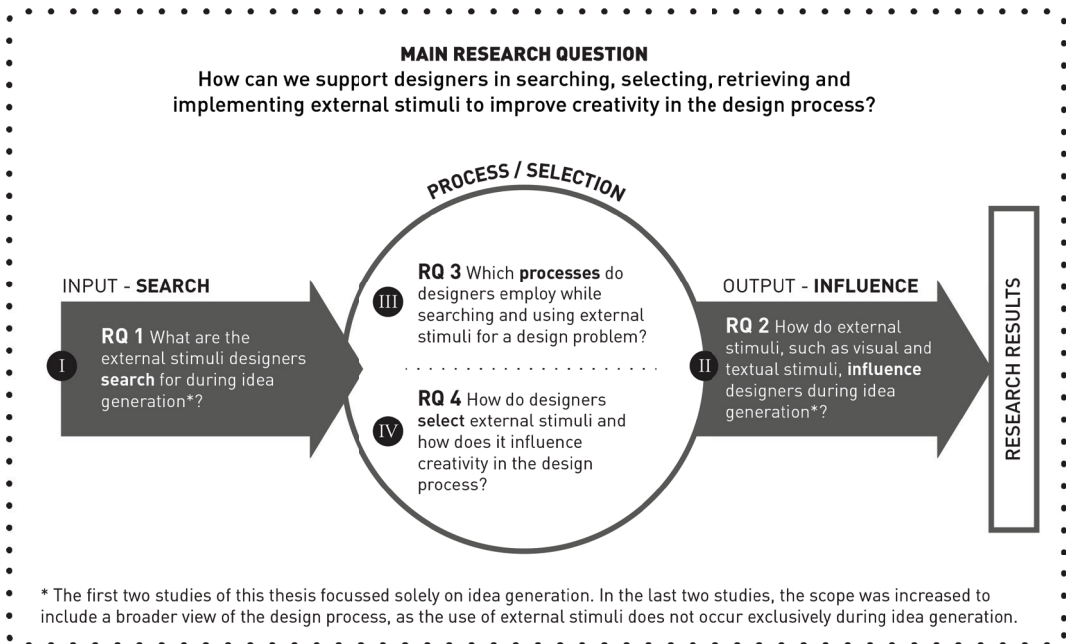 MAIN RESEARCH QUESTION
How can we support designers in searching, selecting, retrieving and
implementing external stimuli to improve creativity in the design process?
PROCESS / SELECTION
INPUT - SEARCH
I
RQ 1 What are the
external stimuli designers
search for during idea
generation*?
III
RQ 3 Which processes do
designers employ while
searching and using external
stimuli for a design problem?
IV
RQ 4 How do designers
select external stimuli and
how does it influence
creativity in the design
process?
OUTPUT - INFLUENCE
II
RQ 2 How do external
stimuli, such as visual and
textual stimuli, influence
designers during idea
generation*?
RESEARCH RESULTS
* The first two studies of this thesis focussed solely on idea generation. In the last two studies, the scope was increased to
include a broader view of the design process, as the use of external stimuli does not occur exclusively during idea generation.